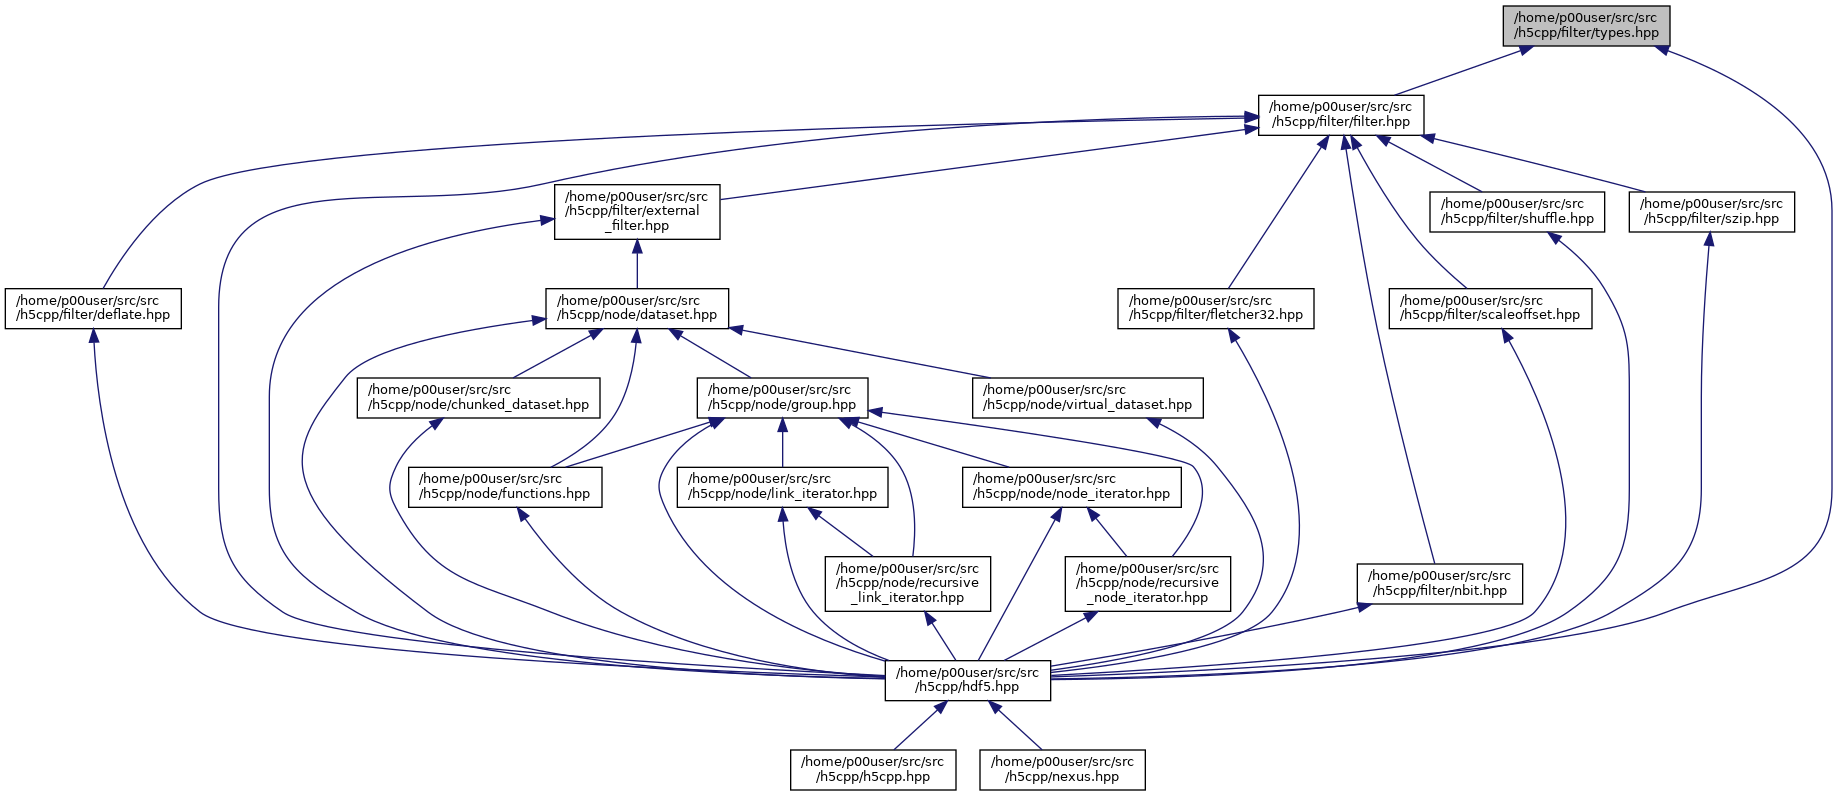 /home/p00user/src/src
/h5cpp/filter/types.hpp
/home/p00user/src/src
/h5cpp/filter/filter.hpp
/home/p00user/src/src
/h5cpp/filter/external
_filter.hpp
/home/p00user/src/src
/h5cpp/filter/shuffle.hpp
/home/p00user/src/src
/h5cpp/filter/szip.hpp
/home/p00user/src/src
/h5cpp/filter/deflate.hpp
/home/p00user/src/src
/h5cpp/node/dataset.hpp
/home/p00user/src/src
/h5cpp/filter/fletcher32.hpp
/home/p00user/src/src
/h5cpp/filter/scaleoffset.hpp
/home/p00user/src/src
/h5cpp/node/chunked_dataset.hpp
/home/p00user/src/src
/h5cpp/node/group.hpp
/home/p00user/src/src
/h5cpp/node/virtual_dataset.hpp
/home/p00user/src/src
/h5cpp/node/functions.hpp
/home/p00user/src/src
/h5cpp/node/link_iterator.hpp
/home/p00user/src/src
/h5cpp/node/node_iterator.hpp
/home/p00user/src/src
/h5cpp/node/recursive
_link_iterator.hpp
/home/p00user/src/src
/h5cpp/node/recursive
_node_iterator.hpp
/home/p00user/src/src
/h5cpp/filter/nbit.hpp
/home/p00user/src/src
/h5cpp/hdf5.hpp
/home/p00user/src/src
/h5cpp/h5cpp.hpp
/home/p00user/src/src
/h5cpp/nexus.hpp